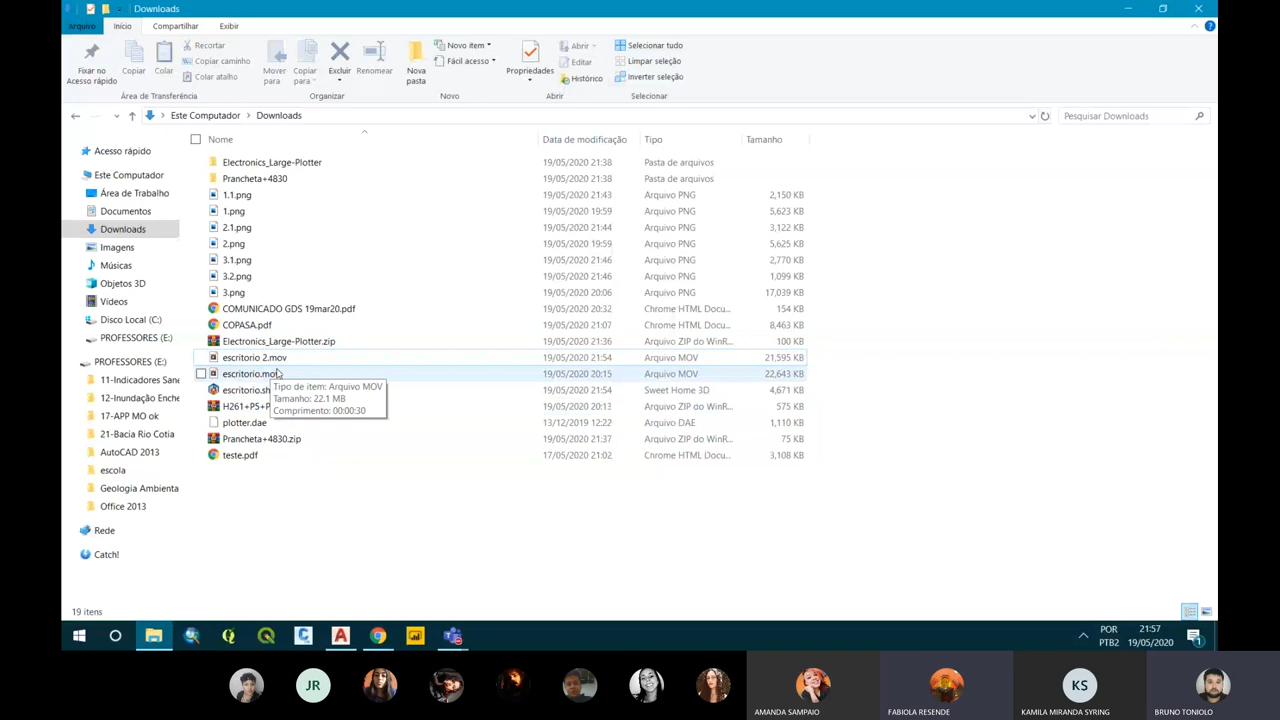 Downloads
Arquivo Início Compartilhar Exibir
Fixar no Acesso rápido
Copiar
Colar
Recortar
Copiar caminho
Colar atalho
Mover para
Copiar para
Excluir
Renomear
Nova pasta
Novo item
Fácil acesso
Propriedades
Abrir
Editar
Histórico
Selecionar tudo
Limpar seleção
Inverter seleção
Área de Transferência Organizar Novo Abrir Selecionar
Este Computador Downloads Pesquisar Downloads
Nome Data de modificação Tipo Tamanho
Acesso rápido
Este Computador
Área de Trabalho
Documentos
Downloads
Imagens
Músicas
Objetos 3D
Vídeos
Disco Local (C:)
PROFESSORES (E:)
PROFESSORES (E:)
11-Indicadores Sane
12-Inundação Enche
17-APP MO ok
21-Bacia Rio Cotia
AutoCAD 2013
escola
Geologia Ambienta
Office 2013
Rede
Catch!
Electronics_Large-Plotter 19/05/2020 21:38 Pasta de arquivos
Prancheta+4830 19/05/2020 21:38 Pasta de arquivos
1.1.png 19/05/2020 21:43 Arquivo PNG 2,150 KB
1.png 19/05/2020 19:59 Arquivo PNG 5,623 KB
2.1.png 19/05/2020 21:44 Arquivo PNG 3,122 KB
2.png 19/05/2020 19:59 Arquivo PNG 5,625 KB
3.1.png 19/05/2020 21:46 Arquivo PNG 2,770 KB
3.2.png 19/05/2020 21:46 Arquivo PNG 1,099 KB
3.png 19/05/2020 20:06 Arquivo PNG 17,039 KB
COMUNICADO GDS 19mar20.pdf 19/05/2020 20:32 Chrome HTML Docu... 154 KB
COPASA.pdf 19/05/2020 21:07 Chrome HTML Docu... 8,463 KB
Electronics_Large-Plotter.zip 19/05/2020 21:36 Arquivo ZIP do WinR... 100 KB
escritorio 2.mov 19/05/2020 21:54 Arquivo MOV 21,595 KB
escritorio.mov 19/05/2020 20:15 Arquivo MOV 22,643 KB
escritorio.sh 19/05/2020 21:54 Sweet Home 3D 4,671 KB
H261+P5+P 19/05/2020 20:13 Arquivo ZIP do WinR... 575 KB
plotter.dae 13/12/2019 12:22 Arquivo DAE 1,110 KB
Prancheta+4830.zip 19/05/2020 21:37 Arquivo ZIP do WinR... 75 KB
teste.pdf 17/05/2020 21:02 Chrome HTML Docu... 3,108 KB
Tipo de item: Arquivo MOV
Tamanho: 22.1 MB
Comprimento: 00:00:30
19 itens
POR
PTB2
21:57
19/05/2020
1
JR
KS
AMANDA SAMPAIO FABIOLA RESENDE KAMILA MIRANDA SYRING BRUNO TONIOLO